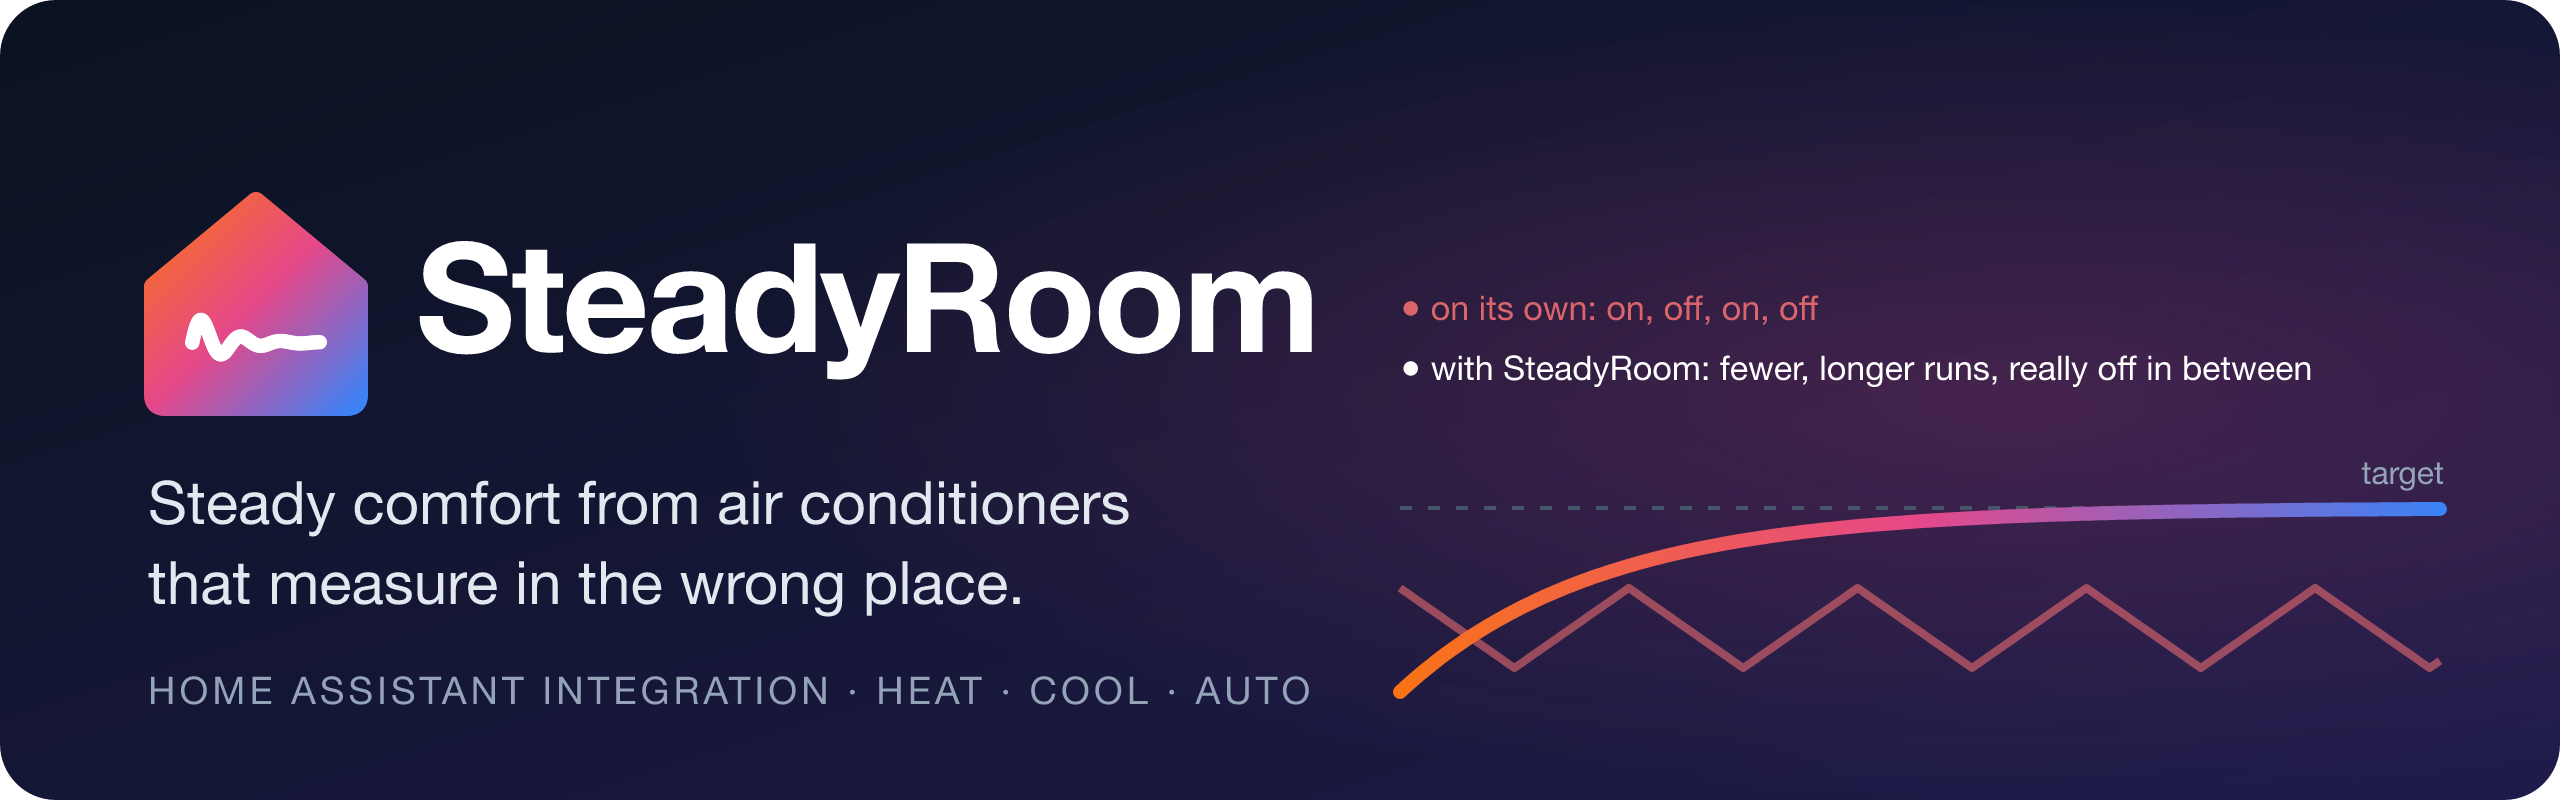 SteadyRoom
Steady comfort from air conditioners
that measure in the wrong place.
HOME ASSISTANT INTEGRATION · HEAT · COOL · AUTO
on its own: on, off, on, off
with SteadyRoom: fewer, longer runs, really off in between
target